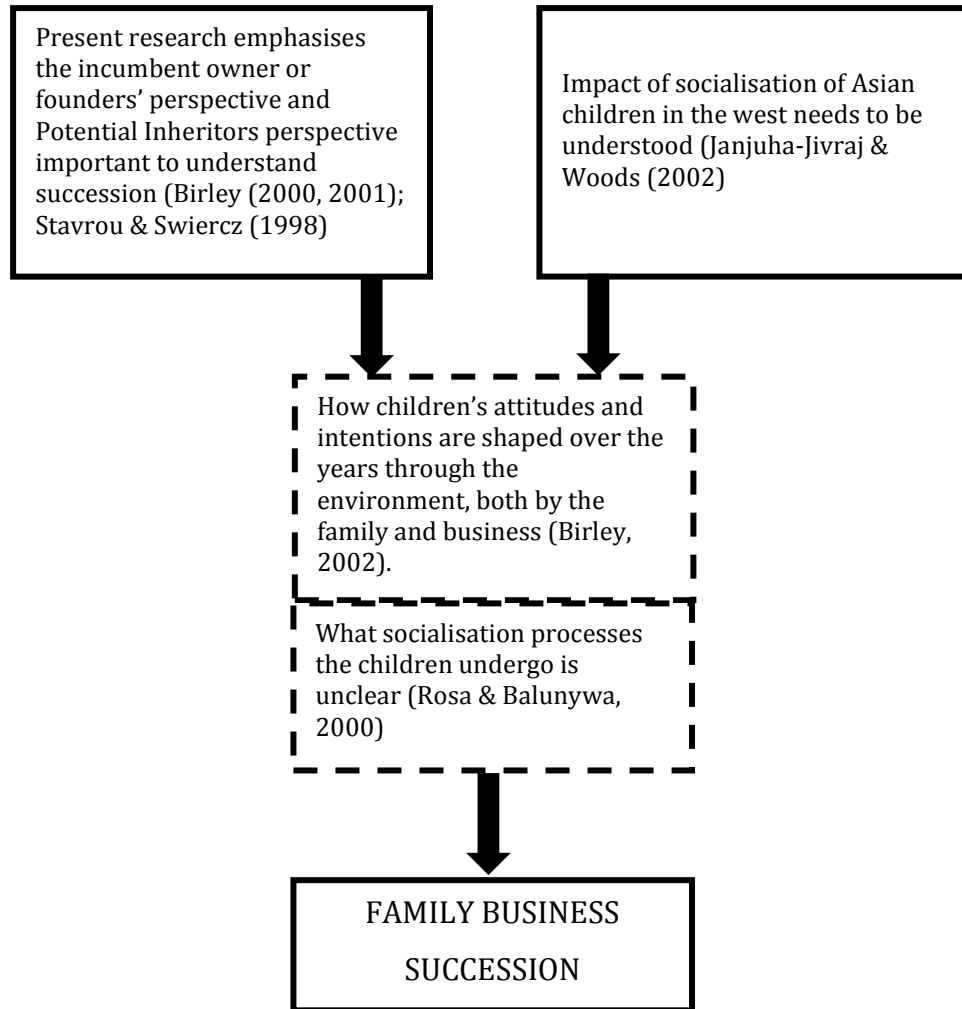 Present research emphasises
the incumbent owner or
founders’ perspective and
Potential Inheritors perspective
important to understand
succession (Birley (2000, 2001);
Stavrou & Swiercz (1998)
Impact of socialisation of Asian
children in the west needs to be
understood (Janjuha-Jivraj &
Woods (2002)
How children’s attitudes and
intentions are shaped over the
years through the
environment, both by the
family and business (Birley,
2002).
What socialisation processes
the children undergo is
unclear (Rosa & Balunywa,
2000)
FAMILY BUSINESS
SUCCESSION